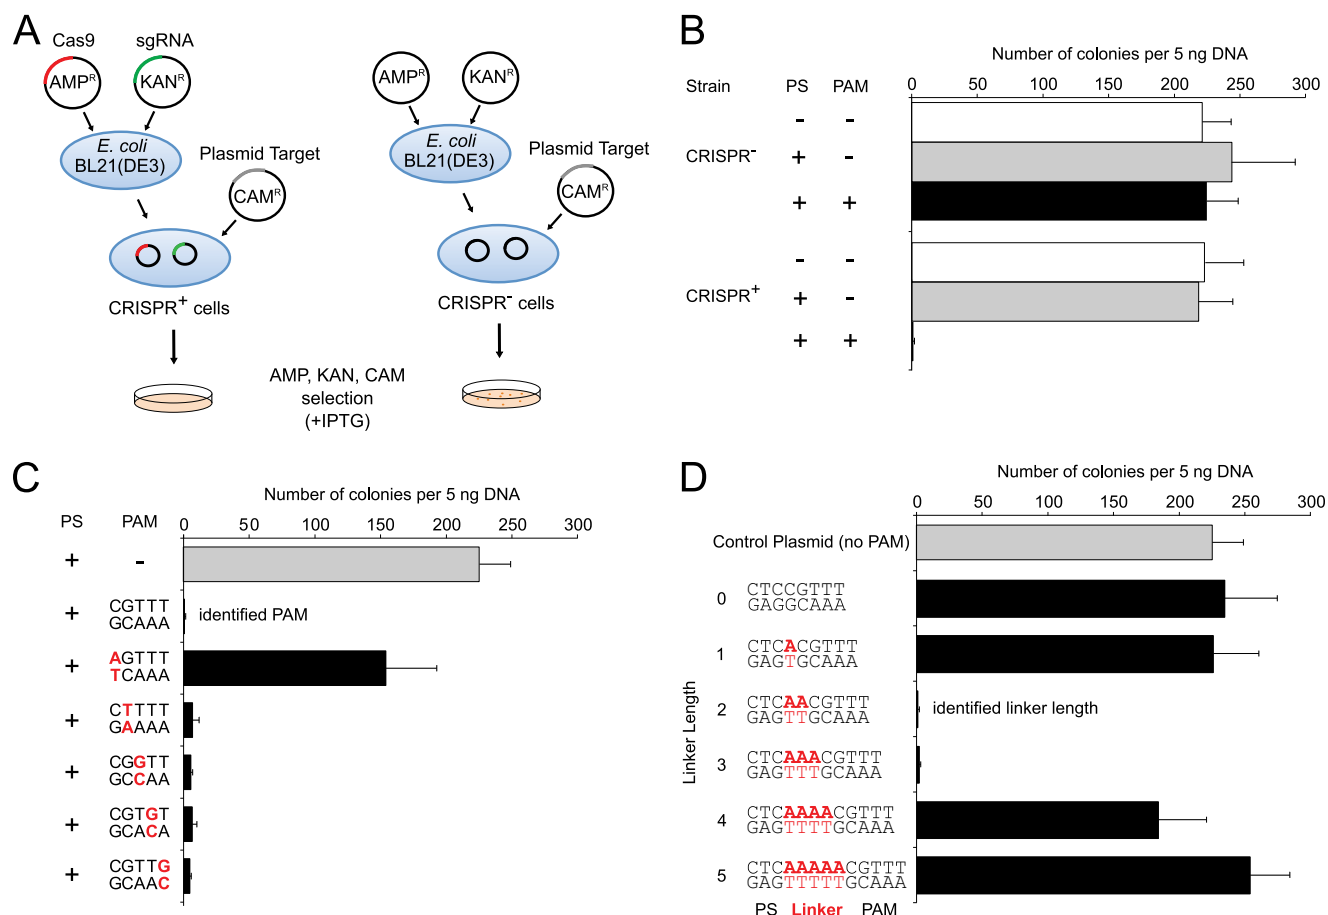 A
Cas9 sgRNA
AMPR KANR
E. coli
BL21(DE3)
Plasmid Target
CAMR
CRISPR+ cells
AMPR KANR
E. coli
BL21(DE3)
Plasmid Target
CAMR
CRISPR- cells
AMP, KAN, CAM
selection
(+IPTG)
B
Number of colonies per 5 ng DNA
0 50 100 150 200 250 300
Strain PS PAM
- -
CRISPR- + -
+ +
- -
CRISPR+ + -
+ +
C
Number of colonies per 5 ng DNA
0 50 100 150 200 250 300
PS PAM
+ -
+ CGTTT
GCAAA
identified PAM
+ AGTTT
TCAAA
+ CTTTT
GAAAA
+ CGGTT
GCCAA
+ CGTGT
GCACA
+ CGTTG
GCAAC
D
Number of colonies per 5 ng DNA
0 50 100 150 200 250 300
Control Plasmid (no PAM)
Linker Length
0 CTCCGTTT
GAGGCAAA
1 CTCACGTTT
GAGTGCAAA
2 CTCAACGTTT
GAGTTGCAAA
identified linker length
3 CTCAAACGTTT
GAGTTTGCAAA
4 CTCAAAACGTTT
GAGTTTTGCAAA
5 CTCAAAAACGTTT
GAGTTTTTGCAAA
PS Linker PAM